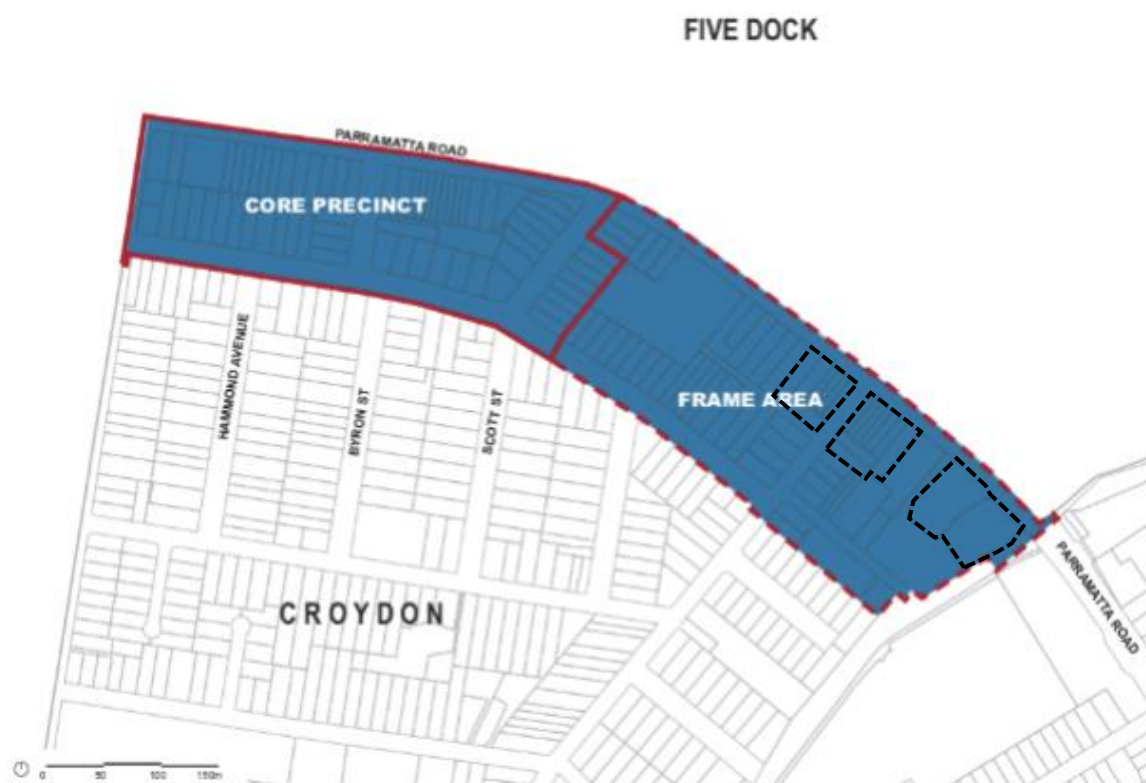 FIVE DOCK
PARRAMATTA ROAD
CORE PRECINCT
HAMMOND AVENUE
BYRON ST
SCOTT ST
FRAME AREA
PARRAMATTA ROAD
CROYDON
0 50 100 150m